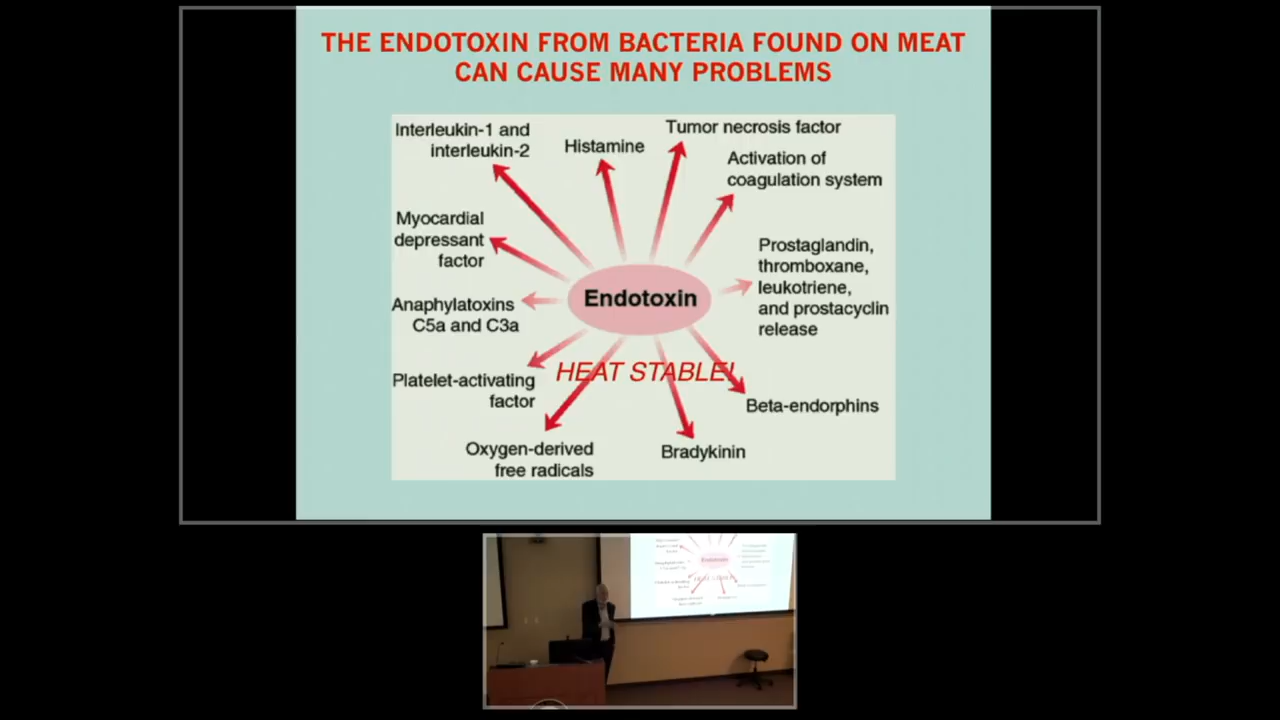 THE ENDOTOXIN FROM BACTERIA FOUND ON MEAT
CAN CAUSE MANY PROBLEMS
Interleukin-1 and
interleukin-2
Histamine
Tumor necrosis factor
Activation of
coagulation system
Myocardial
depressant
factor
Prostaglandin,
thromboxane,
leukotriene,
and prostacyclin
release
Endotoxin
Anaphylatoxins
C5a and C3a
HEAT STABLE!
Platelet-activating
factor
Beta-endorphins
Oxygen-derived
free radicals
Bradykinin
Endotoxin